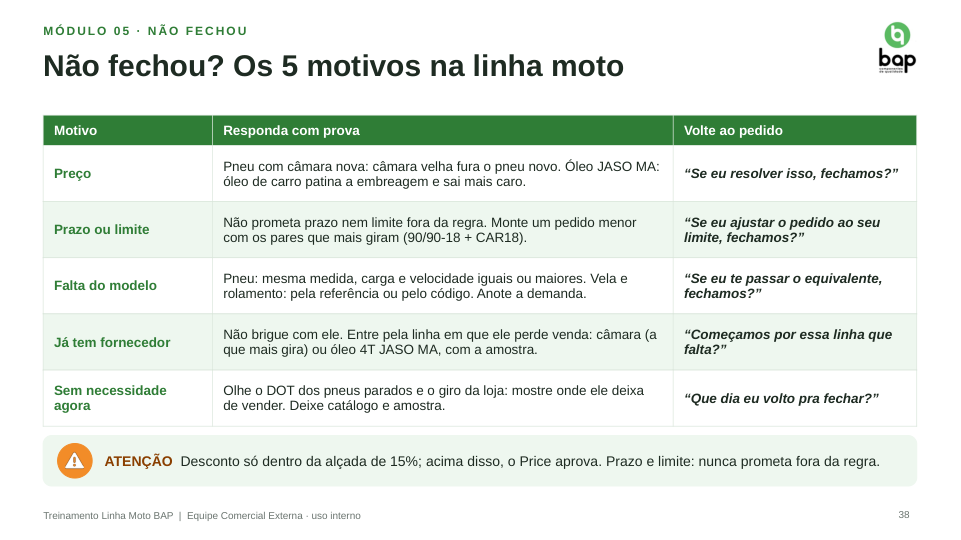 MÓDULO 05 · NÃO FECHOU
Não fechou? Os 5 motivos na linha moto
bap
Motivo
Responda com prova
Volte ao pedido
Preço
Pneu com câmara nova: câmara velha fura o pneu novo. Óleo JASO MA:
óleo de carro patina a embreagem e sai mais caro.
“Se eu resolver isso, fechamos?”
Prazo ou limite
Não prometa prazo nem limite fora da regra. Monte um pedido menor
com os pares que mais giram (90/90-18 + CAR18).
“Se eu ajustar o pedido ao seu
limite, fechamos?”
Falta do modelo
Pneu: mesma medida, carga e velocidade iguais ou maiores. Vela e
rolamento: pela referência ou pelo código. Anote a demanda.
“Se eu te passar o equivalente,
fechamos?”
Já tem fornecedor
Não brigue com ele. Entre pela linha em que ele perde venda: câmara (a
que mais gira) ou óleo 4T JASO MA, com a amostra.
“Começamos por essa linha que
falta?”
Sem necessidade
agora
Olhe o DOT dos pneus parados e o giro da loja: mostre onde ele deixa
de vender. Deixe catálogo e amostra.
“Que dia eu volto pra fechar?”
ATENÇÃO Desconto só dentro da alçada de 15%; acima disso, o Price aprova. Prazo e limite: nunca prometa fora da regra.
Treinamento Linha Moto BAP | Equipe Comercial Externa · uso interno
38